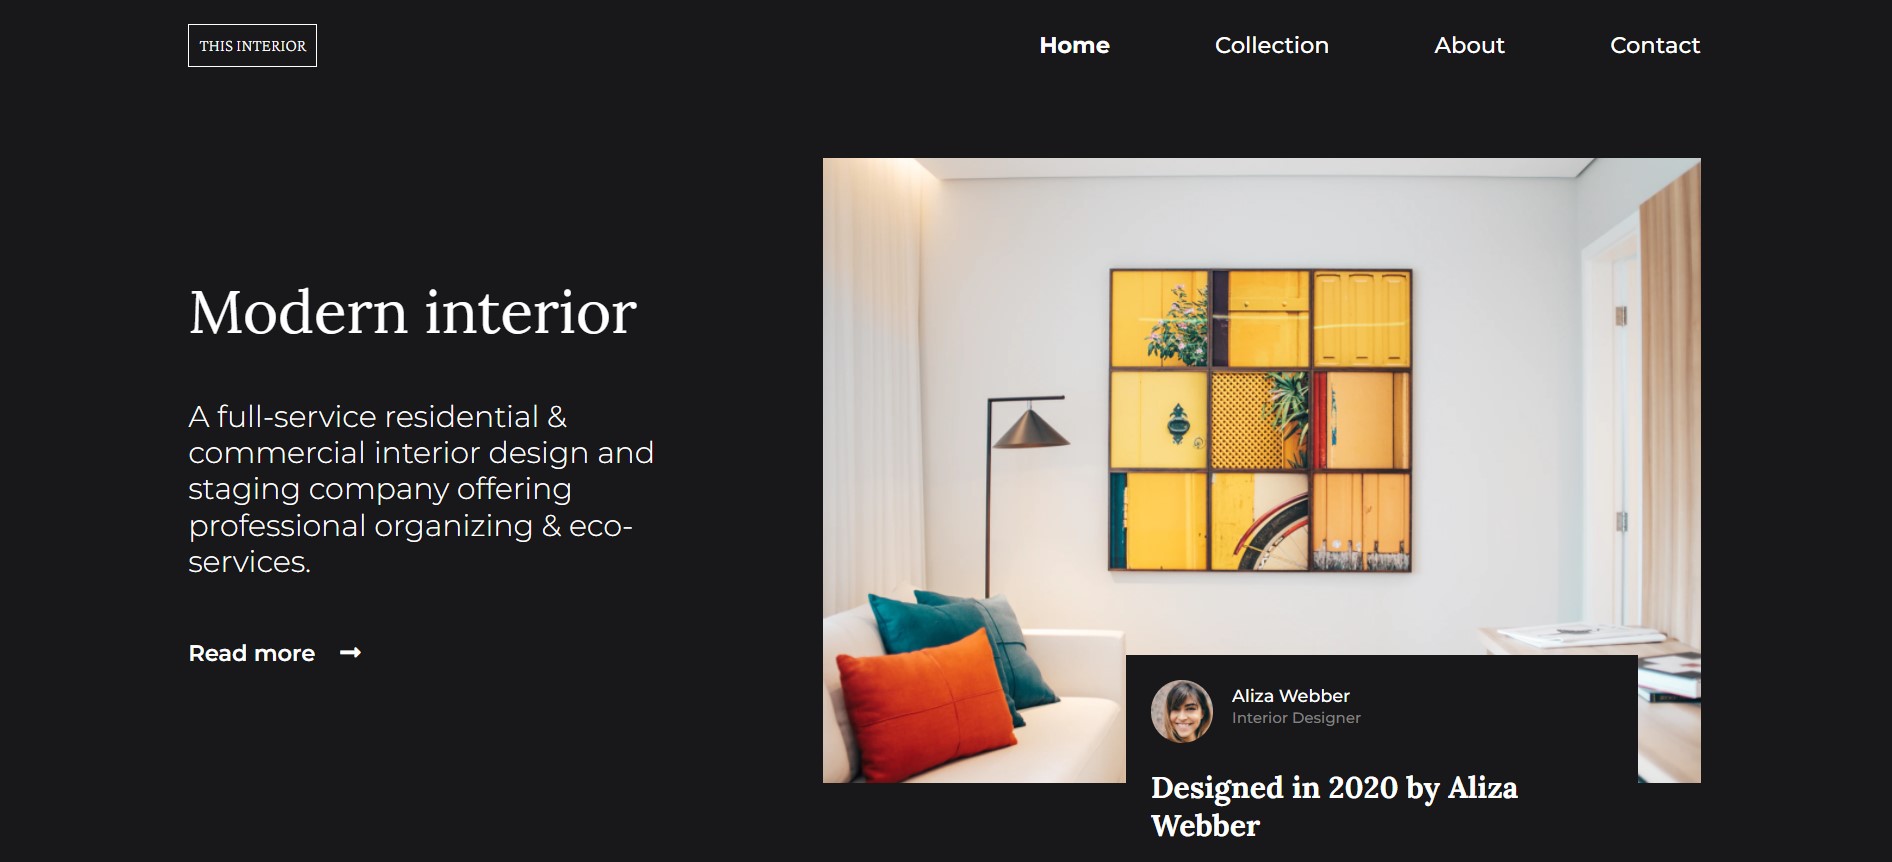 THIS INTERIOR
Home
Collection
About
Contact
Modern interior
A full-service residential &
commercial interior design and
staging company offering
professional organizing & eco-
services.
Read more
Aliza Webber
Interior Designer
Designed in 2020 by Aliza
Webber